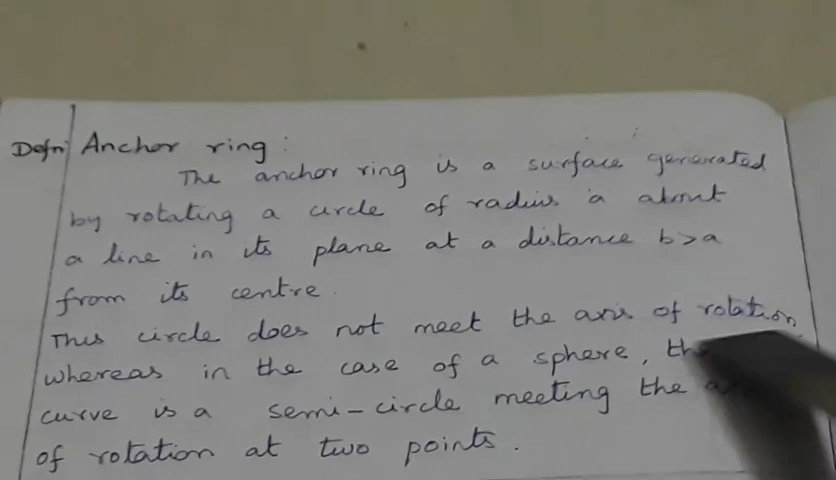 Defn: Anchor ring :
The anchor ring is a surface generated
by rotating a circle of radius 'a' about
a line in its plane at a distance b>a
from its centre.
This circle does not meet the axis of rotation,
whereas in the case of a sphere,
curve is a semi-circle meeting the
of rotation at two points.